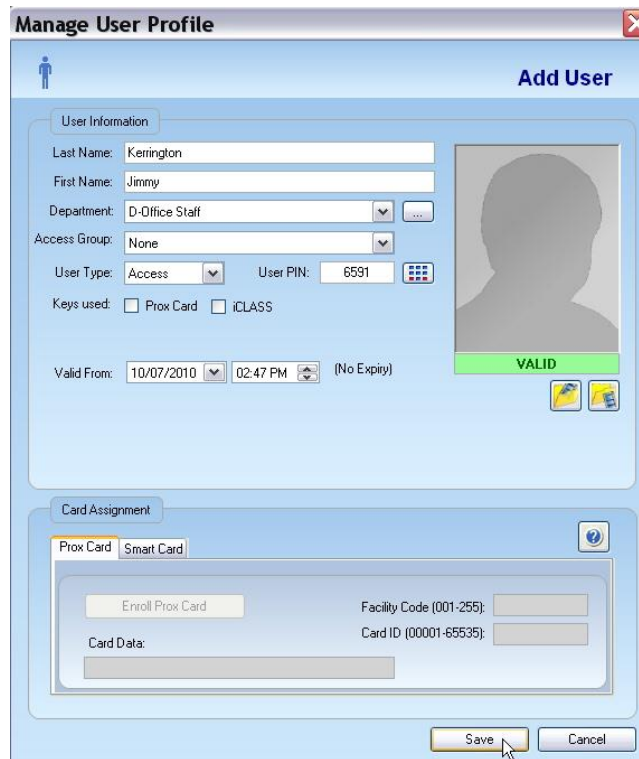 Manage User Profile
Add User
User Information
Last Name: Kerrington
First Name: Jimmy
Department: D-Office Staff ...
Access Group: None
User Type: Access User PIN: 6591
Keys used: Prox Card iCLASS
Valid From: 10/07/2010 02:47 PM (No Expiry)
VALID
Card Assignment
?
Prox Card Smart Card
Enroll Prox Card Facility Code (001-255):
Card ID (00001-65535):
Card Data:
Save Cancel